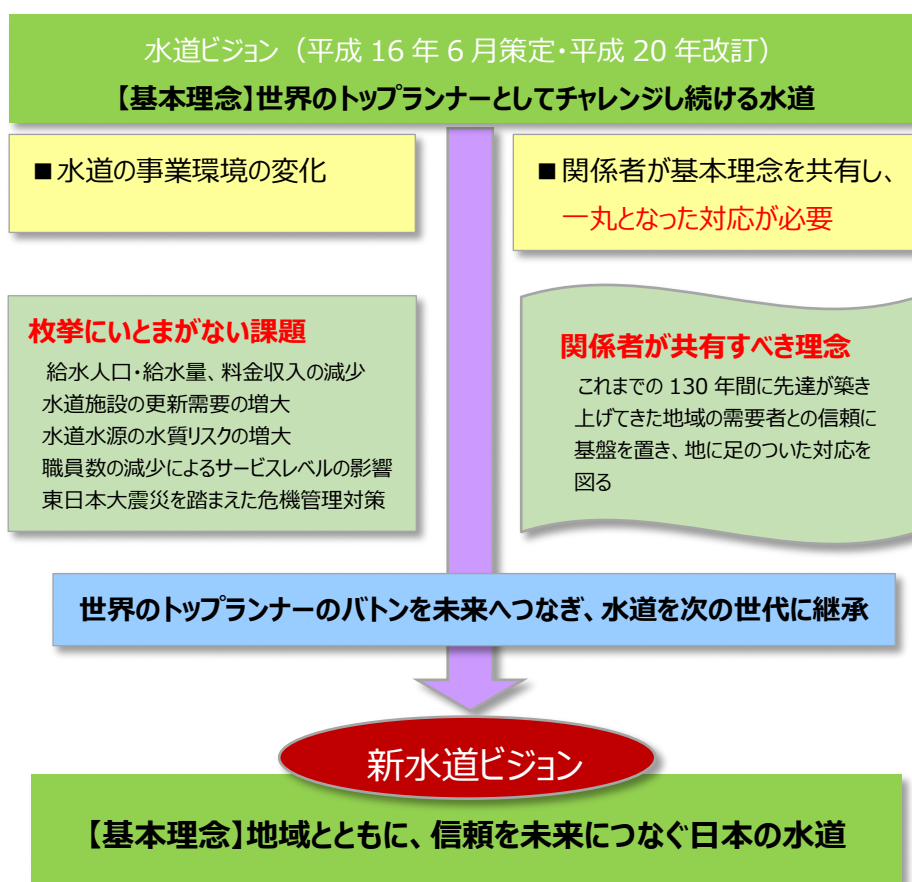 水道ビジョン（平成 16 年 6 月策定・平成 20 年改訂）
【基本理念】世界のトップランナーとしてチャレンジし続ける水道
■水道の事業環境の変化
■関係者が基本理念を共有し、
一丸となった対応が必要
枚挙にいとまがない課題
給水人口・給水量、料金収入の減少
水道施設の更新需要の増大
水道水源の水質リスクの増大
職員数の減少によるサービスレベルの影響
東日本大震災を踏まえた危機管理対策
関係者が共有すべき理念
これまでの 130 年間に先達が築き
上げてきた地域の需要者との信頼に
基盤を置き、地に足のついた対応を
図る
世界のトップランナーのバトンを未来へつなぎ、水道を次の世代に継承
新水道ビジョン
【基本理念】地域とともに、信頼を未来につなぐ日本の水道